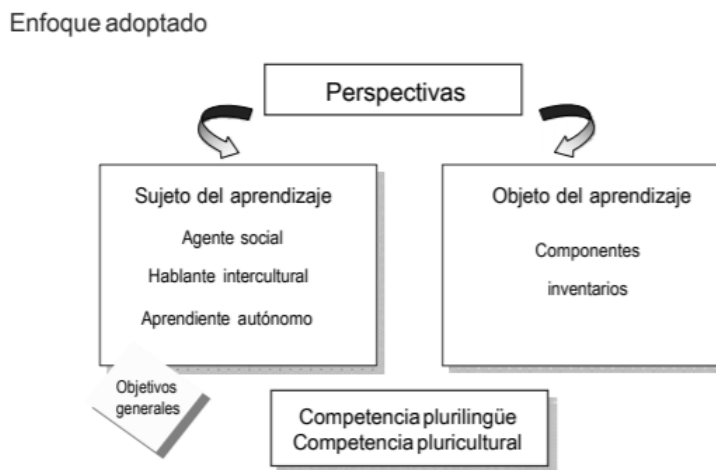 Enfoque adoptado
Perspectivas
Sujeto del aprendizaje
Agente social
Hablante intercultural
Aprendiente autónomo
Objeto del aprendizaje
Componentes
inventarios
Objetivos
generales
Competencia plurilingüe
Competencia pluricultural